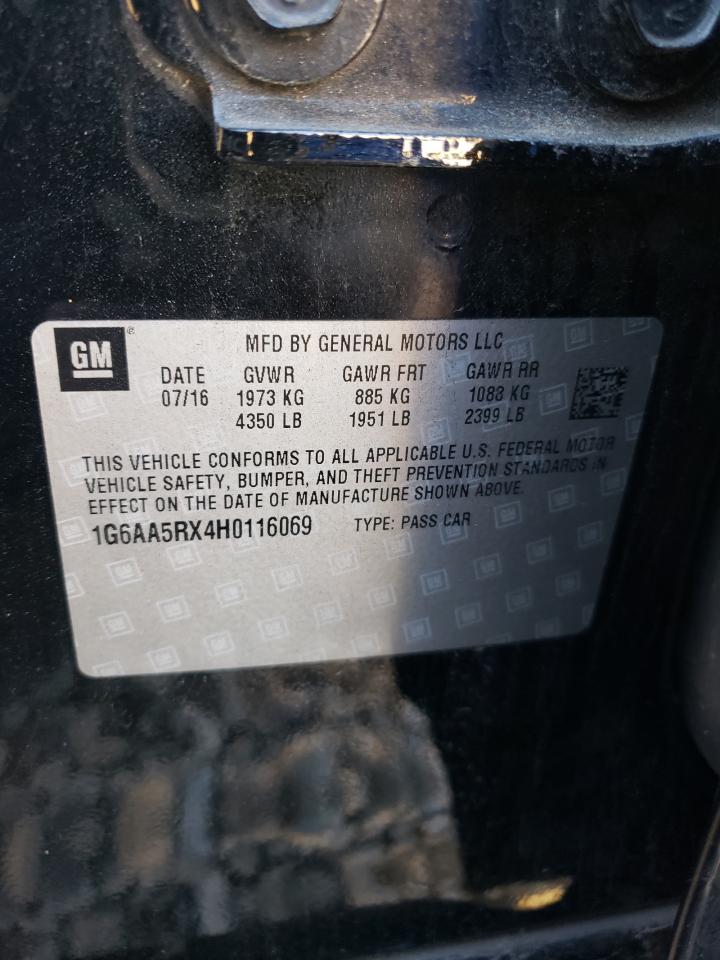 GM ®
MFD BY GENERAL MOTORS LLC
DATE GVWR GAWR FRT GAWR RR
07/16 1973 KG 885 KG 1088 KG
4350 LB 1951 LB 2399 LB
THIS VEHICLE CONFORMS TO ALL APPLICABLE U.S. FEDERAL MOTOR
VEHICLE SAFETY, BUMPER, AND THEFT PREVENTION STANDARDS IN
EFFECT ON THE DATE OF MANUFACTURE SHOWN ABOVE.
1G6AA5RX4H0116069 TYPE: PASS CAR